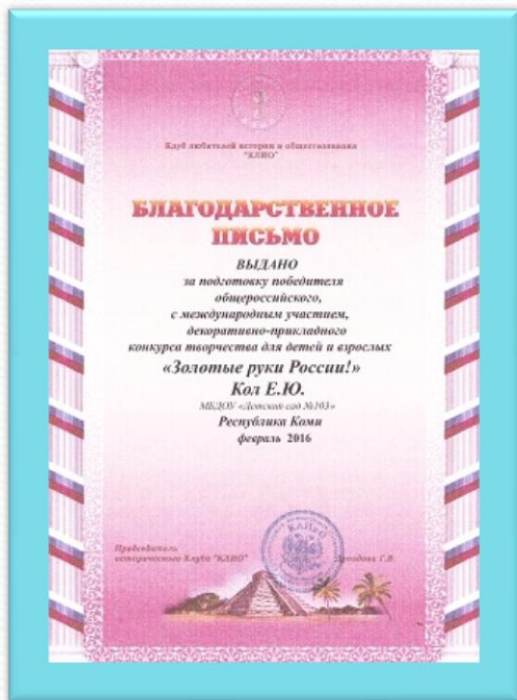 Клуб любителей истории и обществознания
"КЛИО"
БЛАГОДАРСТВЕННОЕ
ПИСЬМО
ВЫДАНО
за подготовку победителя
общероссийского,
с международным участием,
декоративно-прикладного
конкурса творчества для детей и взрослых
«Золотые руки России!»
Кол Е.Ю.
МБДОУ «Детский сад №103»
Республика Коми
февраль 2016
Председатель
исторического Клуба "КЛИО"
Г.В.